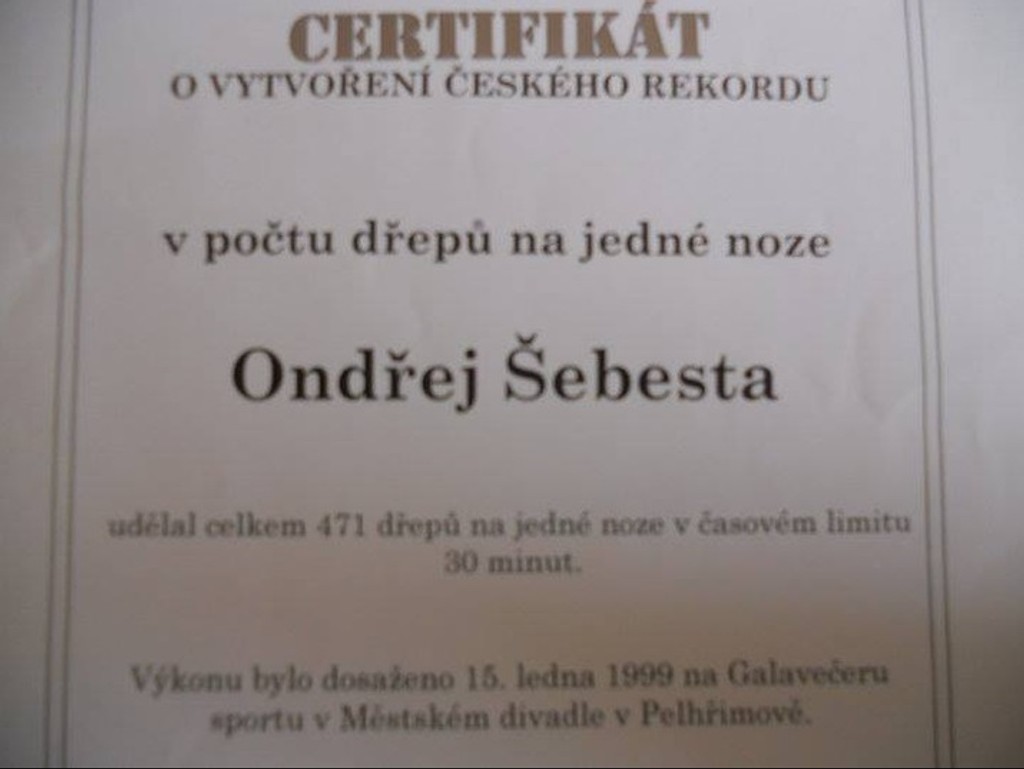 CERTIFIKÁT
O VYTVOŘENÍ ČESKÉHO REKORDU
v počtu dřepů na jedné noze
Ondřej Šebesta
udělal celkem 471 dřepů na jedné noze v časovém limitu
30 minut.
Výkonu bylo dosaženo 15. ledna 1999 na Galavečeru
sportu v Městském divadle v Pelhřimově.